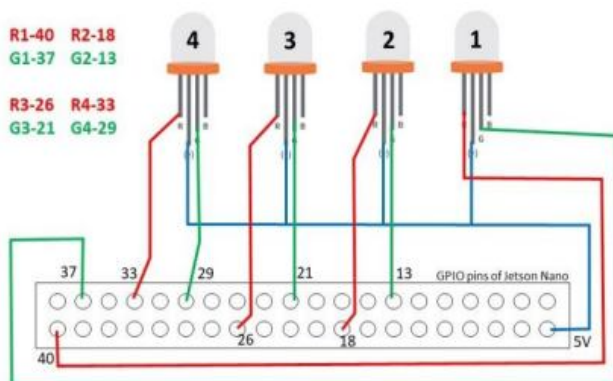 R1-40 R2-18
G1-37 G2-13
R3-26 R4-33
G3-21 G4-29
4 3 2 1
R G B R G B R G B R G B
(-) (-) (-) (-)
37 33 29 21 13 GPIO pins of Jetson Nano
26 18 5V
40